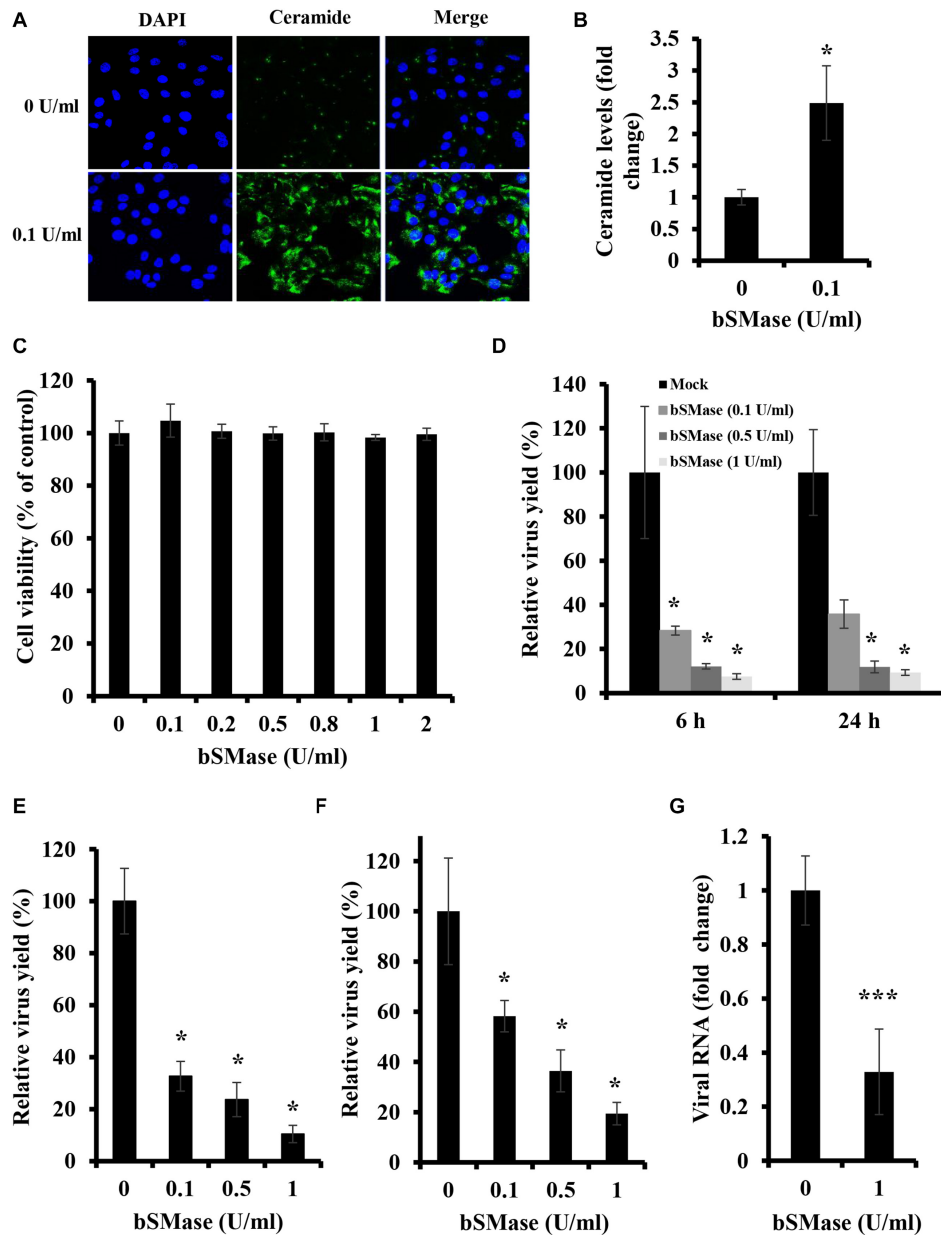 A
DAPI
Ceramide
Merge
0 U/ml
0.1 U/ml
B
Ceramide levels (fold
change)
3.5
3
2.5
2
1.5
1
0.5
0
*
0
0.1
bSMase (U/ml)
C
Cell viability (% of control)
120
100
80
60
40
20
0
0
0.1
0.2
0.5
0.8
1
2
bSMase (U/ml)
D
Relative virus yield (%)
140
120
100
80
60
40
20
0
Mock
bSMase (0.1 U/ml)
bSMase (0.5 U/ml)
bSMase (1 U/ml)
*
*
*
*
*
6 h
24 h
E
Relative virus yield (%)
120
100
80
60
40
20
0
*
*
*
0
0.1
0.5
1
bSMase (U/ml)
F
Relative virus yield (%)
120
100
80
60
40
20
0
*
*
*
0
0.1
0.5
1
bSMase (U/ml)
G
Viral RNA (fold change)
1.2
1
0.8
0.6
0.4
0.2
0
***
0
1
bSMase (U/ml)